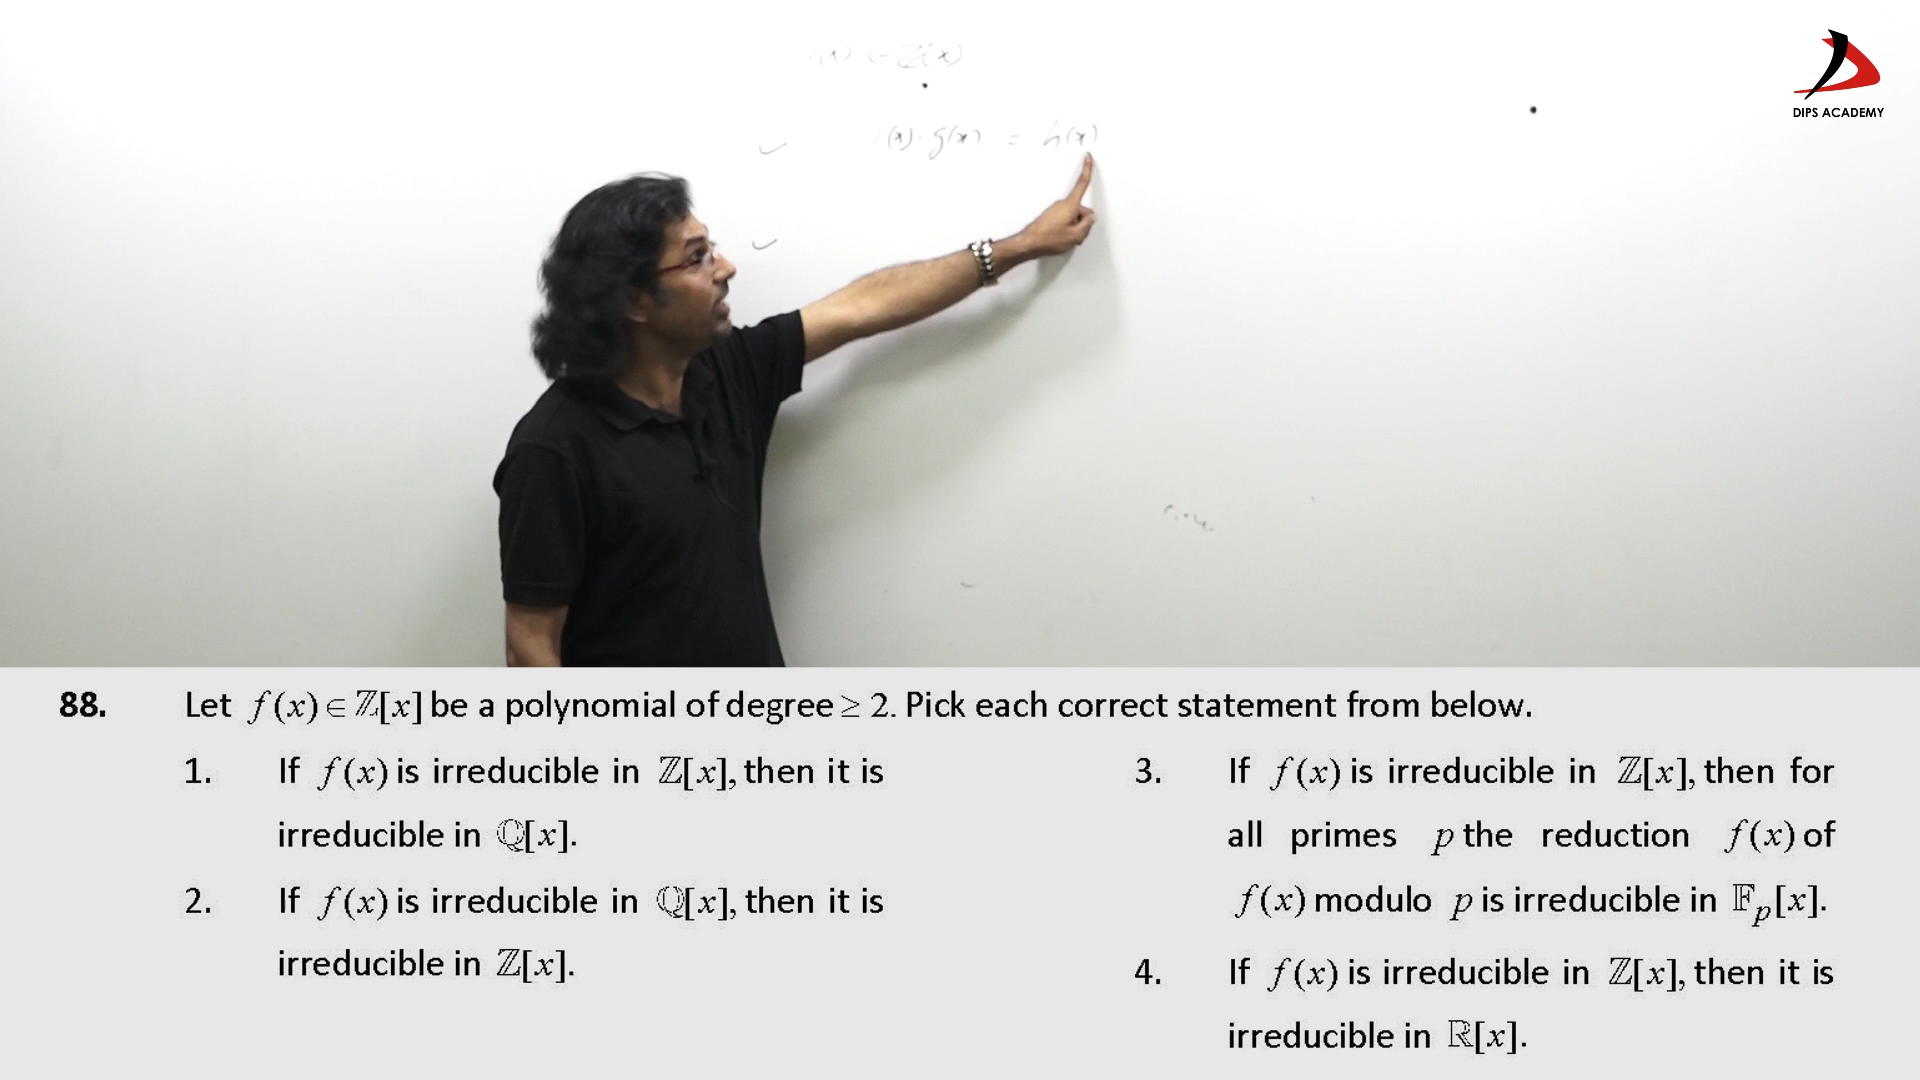 (x) ∈ Z(x)
(x)·g(x) = h(x)
DIPS ACADEMY
88. Let f(x) ∈ ℤ[x] be a polynomial of degree ≥ 2. Pick each correct statement from below.
1. If f(x) is irreducible in ℤ[x], then it is
irreducible in ℚ[x].
2. If f(x) is irreducible in ℚ[x], then it is
irreducible in ℤ[x].
3. If f(x) is irreducible in ℤ[x], then for
all primes p the reduction f(x) of
f(x) modulo p is irreducible in 𝔽ₚ[x].
4. If f(x) is irreducible in ℤ[x], then it is
irreducible in ℝ[x].